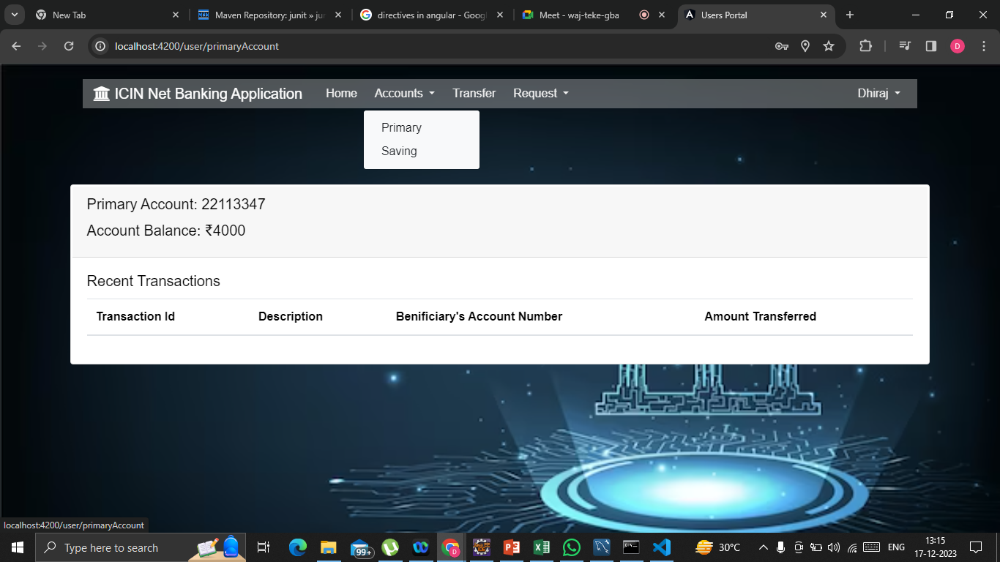 New Tab
Maven Repository: junit » jur
directives in angular - Googl
Meet - waj-teke-gba
Users Portal
localhost:4200/user/primaryAccount
D
ICIN Net Banking Application
Home
Accounts
Transfer
Request
Dhiraj
Primary
Saving
Primary Account: 22113347
Account Balance: ₹4000
Recent Transactions
Transaction Id
Description
Benificiary's Account Number
Amount Transferred
localhost:4200/user/primaryAccount
Type here to search
99+
D
30°C
ENG
13:15
17-12-2023